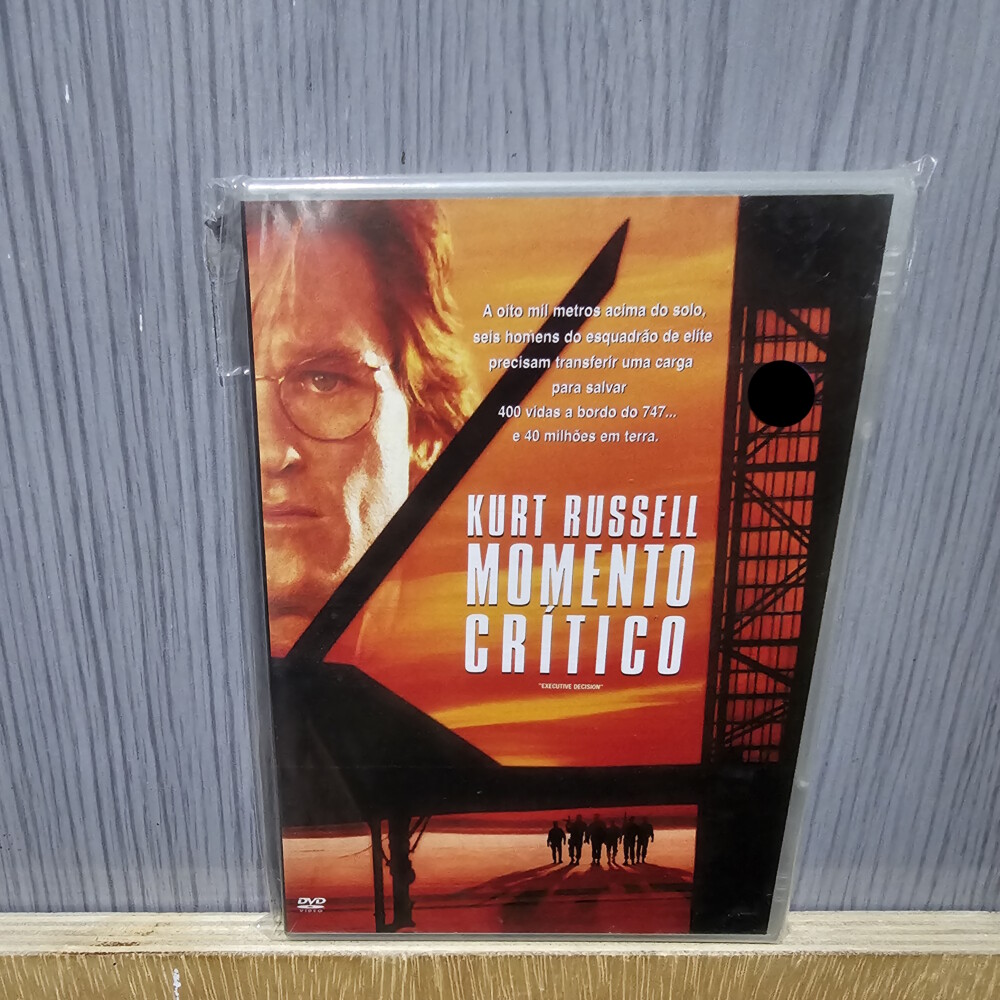 A oito mil metros acima do solo,
seis homens do esquadrão de elite
precisam transferir uma carga
para salvar
400 vidas a bordo do 747...
e 40 milhões em terra.
KURT RUSSELL
MOMENTO
CRÍTICO
"EXECUTIVE DECISION"
DVD
VIDEO